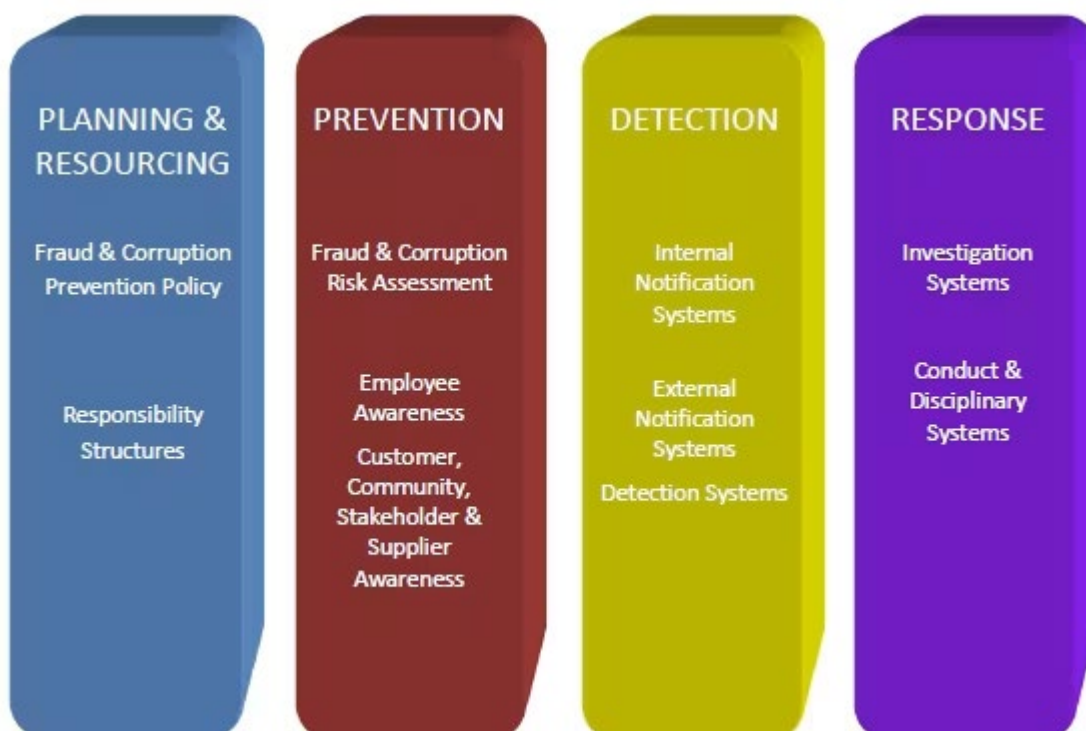 PLANNING &
RESOURCING
Fraud & Corruption
Prevention Policy
Responsibility
Structures
PREVENTION
Fraud & Corruption
Risk Assessment
Employee
Awareness
Customer,
Community,
Stakeholder &
Supplier
Awareness
DETECTION
Internal
Notification
Systems
External
Notification
Systems
Detection Systems
RESPONSE
Investigation
Systems
Conduct &
Disciplinary
Systems